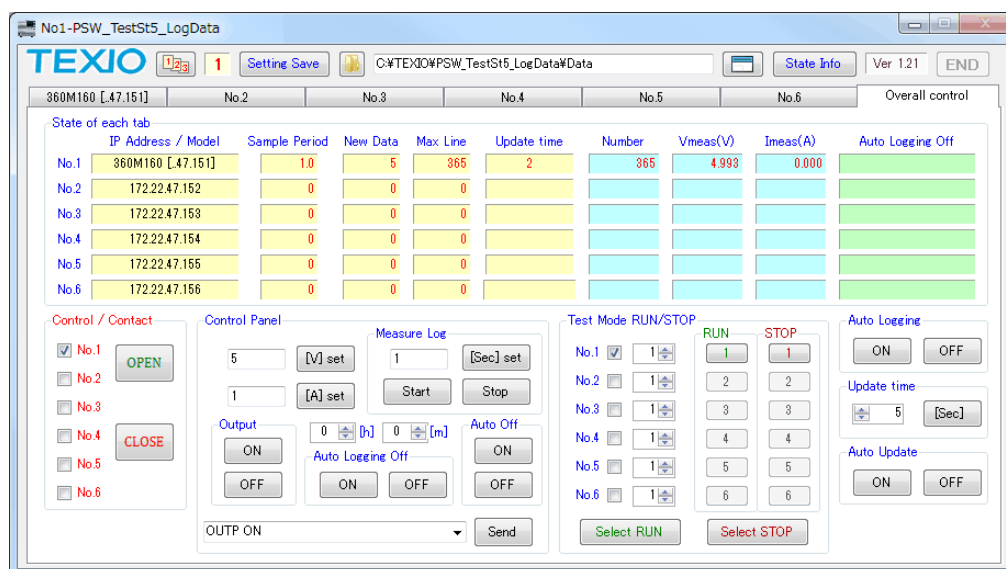 No1-PSW_TestSt5_LogData
TEXIO 1 2 3 1 Setting Save C:¥TEXIO¥PSW_TestSt5_LogData¥Data State Info Ver 1.21 END
360M160 [..47.151] No.2 No.3 No.4 No.5 No.6 Overall control
State of each tab
IP Address / Model Sample Period New Data Max Line Update time Number Vmeas(V) Imeas(A) Auto Logging Off
No.1 360M160 [..47.151] 1.0 5 365 2 365 4.993 0.000
No.2 172.22.47.152 0 0 0
No.3 172.22.47.153 0 0 0
No.4 172.22.47.154 0 0 0
No.5 172.22.47.155 0 0 0
No.6 172.22.47.156 0 0 0
Control / Contact
No.1 OPEN
No.2
No.3
No.4 CLOSE
No.5
No.6
Control Panel
5 [V] set
1 [A] set
Measure Log
1 [Sec] set
Start Stop
Output
ON
OFF
0 [h] 0 [m]
Auto Logging Off
ON OFF
Auto Off
ON
OFF
OUTP ON Send
Test Mode RUN/STOP
RUN STOP
No.1 1 1 1
No.2 1 2 2
No.3 1 3 3
No.4 1 4 4
No.5 1 5 5
No.6 1 6 6
Select RUN Select STOP
Auto Logging
ON OFF
Update time
5 [Sec]
Auto Update
ON OFF